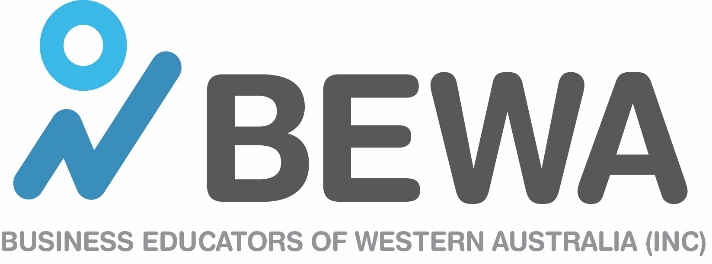 BEWA
BUSINESS EDUCATORS OF WESTERN AUSTRALIA (INC)